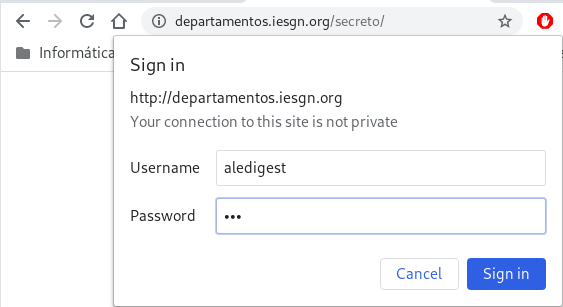 departamentos.iesgn.org/secreto/
Informática
Sign in
http://departamentos.iesgn.org
Your connection to this site is not private
Username aledigest
Password •••
Cancel Sign in